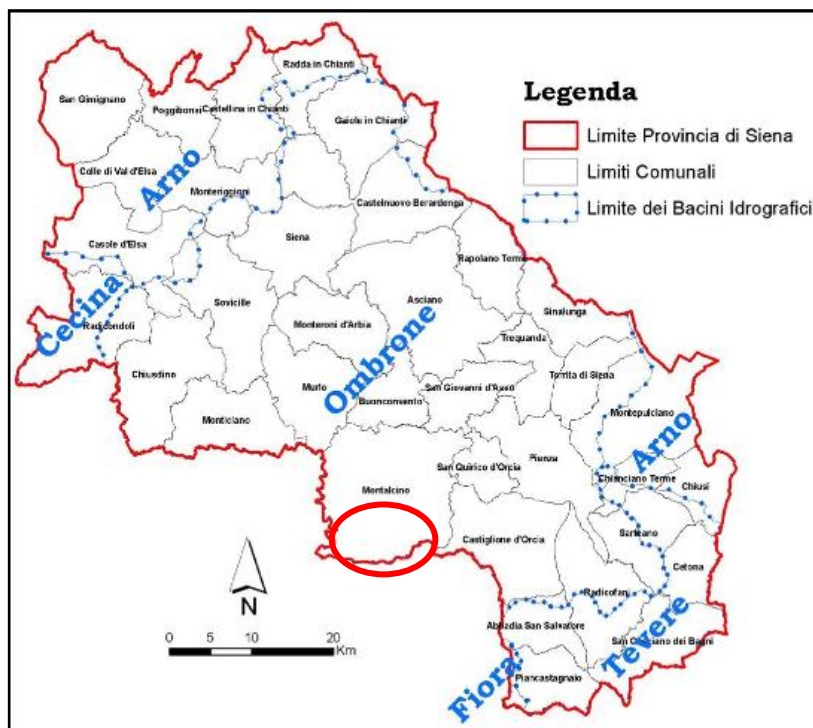 Radda in Chianti
San Gimignano
Poggibonsi
Castellina in Chianti
Gaiole in Chianti
Colle di Val d'Elsa
Arno
Monteriggioni
Castelnuovo Berardenga
Siena
Casole d'Elsa
Rapolano Terme
Cecina
Radicondoli
Sovicille
Asciano
Monteroni d'Arbia
Ombrone
Sinalunga
Trequanda
Chiusdino
Murlo
Buonconvento
San Giovanni d'Asso
Torrita di Siena
Monticiano
Montepulciano
Arno
Pienza
San Quirico d'Orcia
Montalcino
Chianciano Terme
Chiusi
Castiglione d'Orcia
Sarteano
Cetona
Radicofani
Abbadia San Salvatore
San Casciano dei Bagni
Tevere
Fiora
Piancastagnaio
Legenda
Limite Provincia di Siena
Limiti Comunali
Limite dei Bacini Idrografici
N
0 5 10 20
Km